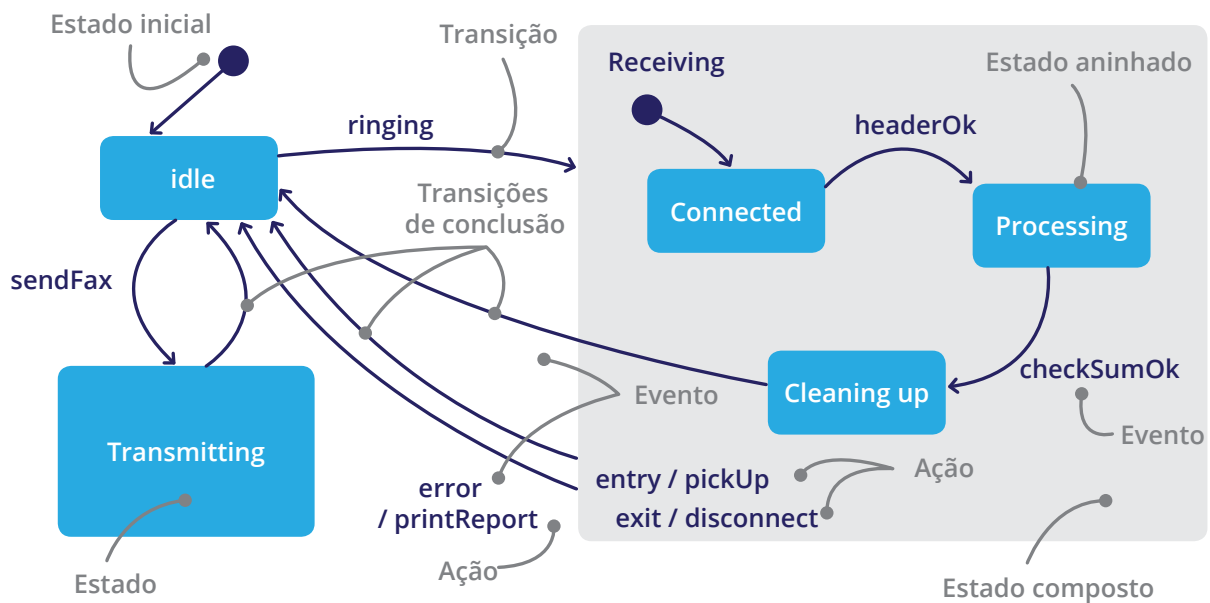 Estado inicial
Transição
Receiving
Estado aninhado
ringing
headerOk
idle
Transições
de conclusão
Connected
Processing
sendFax
checkSumOk
Cleaning up
Evento
Evento
Transmitting
entry / pickUp
Ação
error
/ printReport
exit / disconnect
Ação
Estado
Estado composto